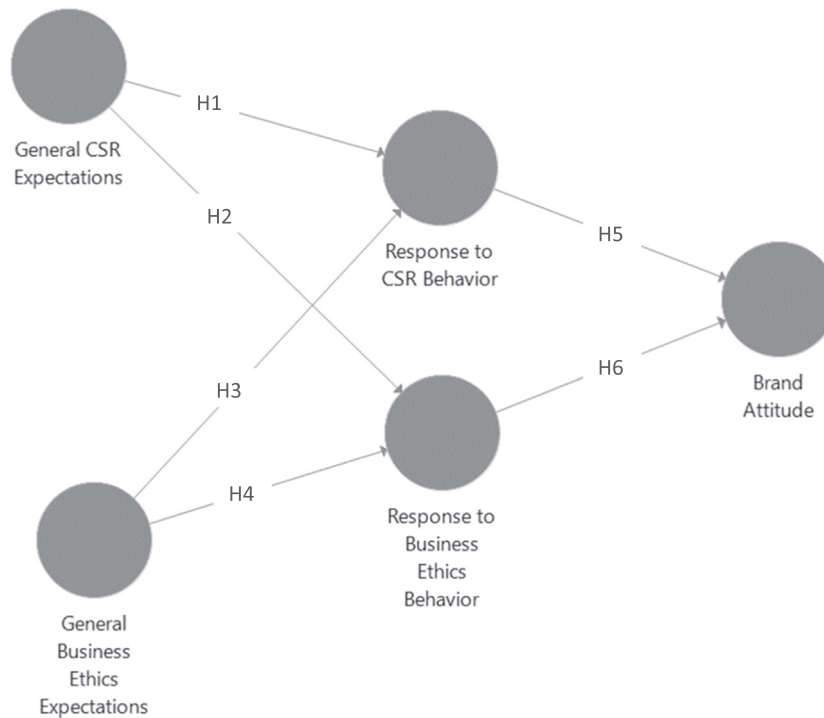 H1
General CSR
Expectations
H2
Response to
CSR Behavior
H5
H3
H6
Brand
Attitude
H4
Response to
Business
Ethics
Behavior
General
Business
Ethics
Expectations